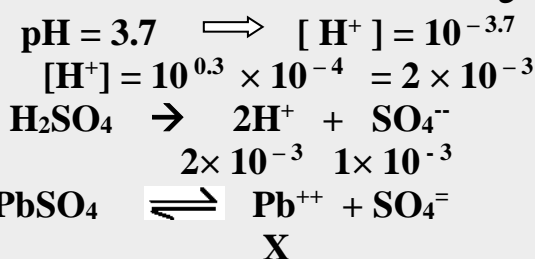 pH = 3.7 ⇒ [ H⁺ ] = 10⁻³·⁷
[H⁺] = 10⁰·³ × 10⁻⁴ = 2 × 10⁻³
H₂SO₄ → 2H⁺ + SO₄⁻⁻
2× 10⁻³ 1× 10⁻³
PbSO₄ ⇌ Pb⁺⁺ + SO₄⁼
X